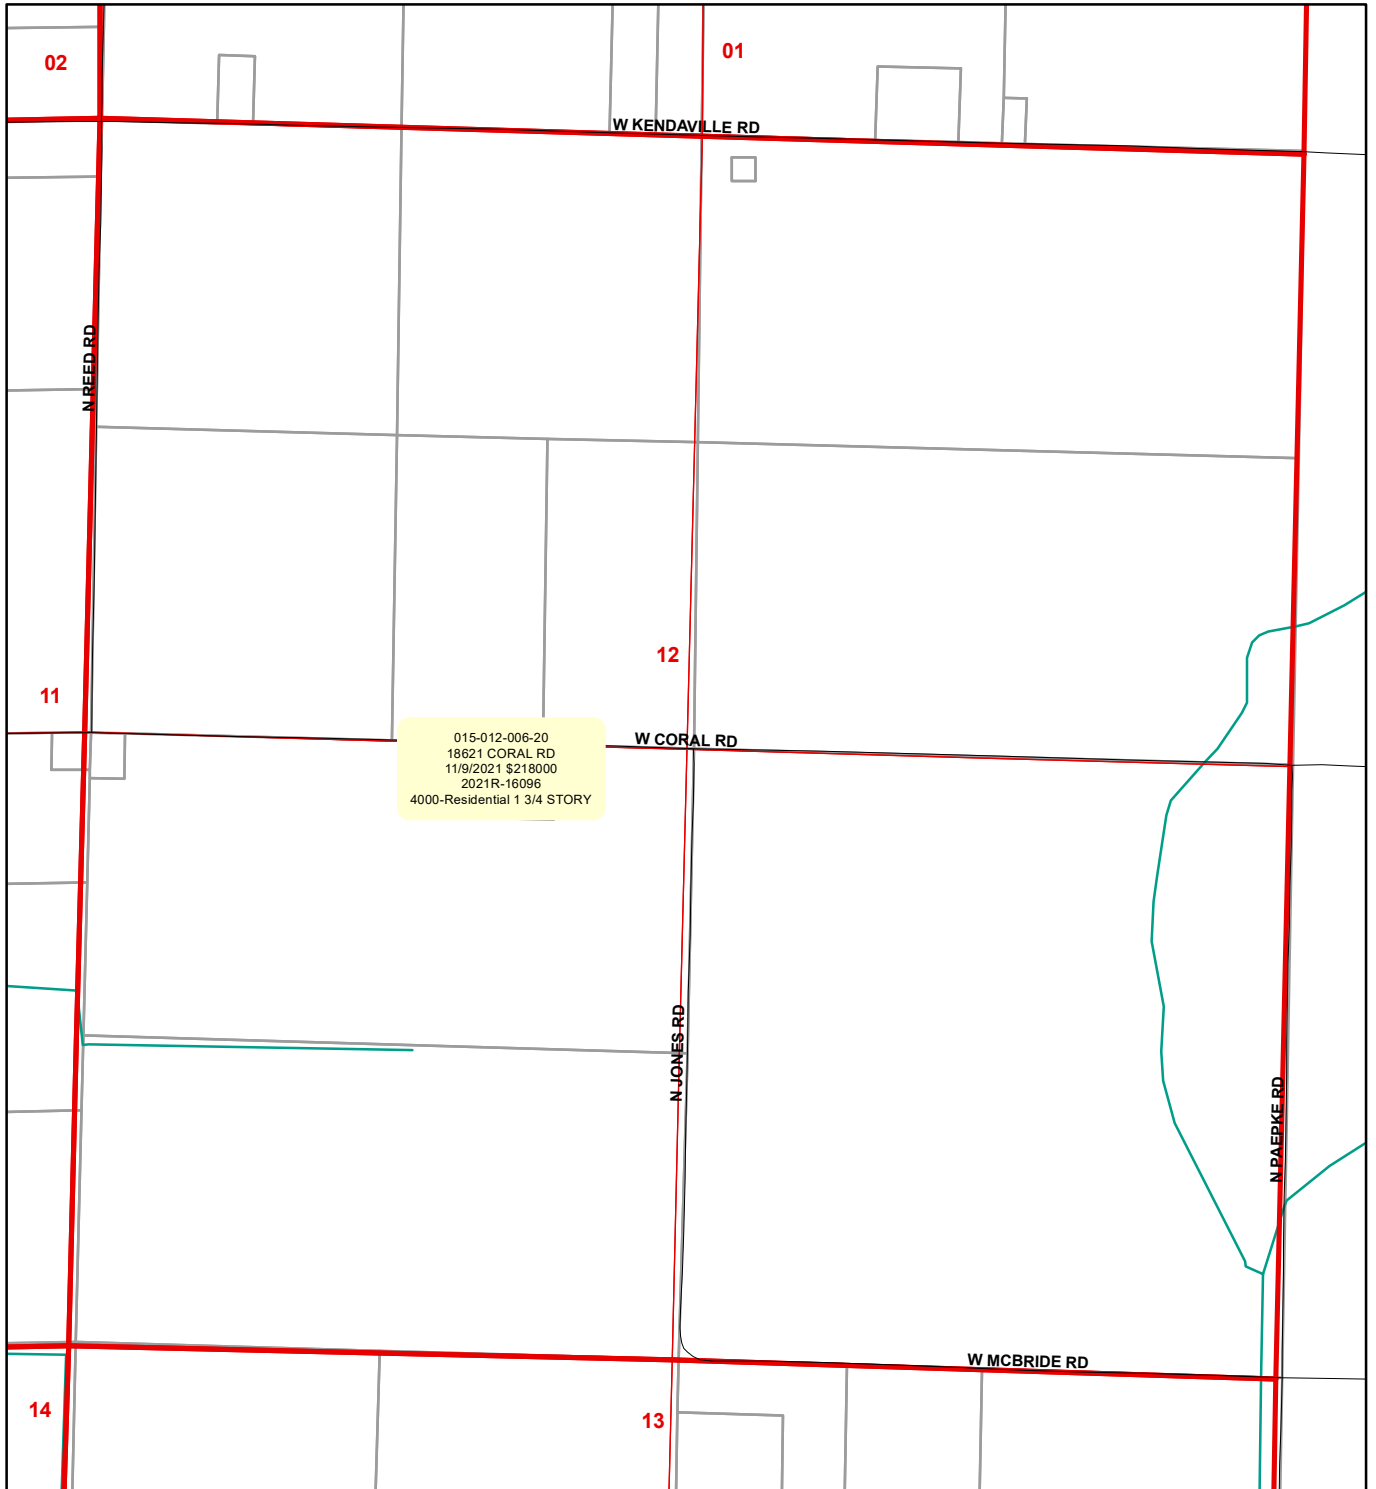 02
01
W KENDAVILLE RD
N REED RD
12
11
015-012-006-20
18621 CORAL RD
11/9/2021 $218000
2021R-16096
4000-Residential 1 3/4 STORY
W CORAL RD
N JONES RD
N PAEPKE RD
W MCBRIDE RD
14
13